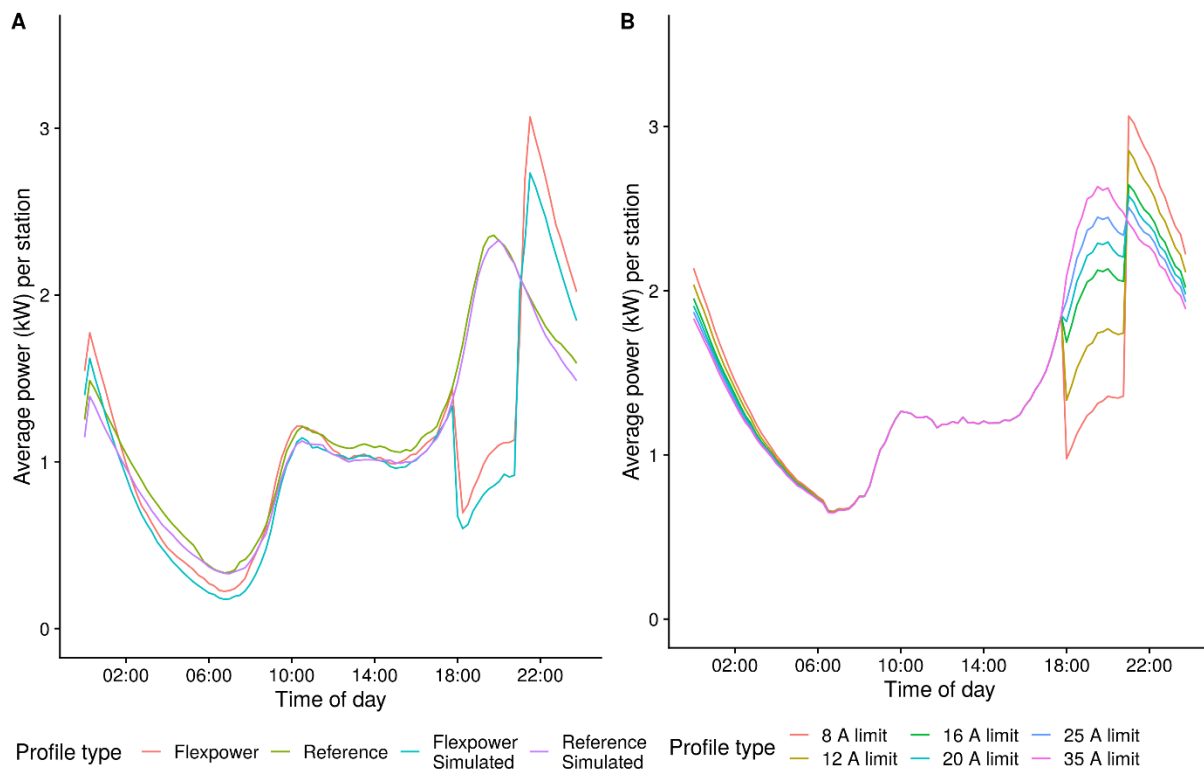 A
Average power (kW) per station
3
2
1
0
02:00 06:00 10:00 14:00 18:00 22:00
Time of day
Profile type Flexpower Reference Flexpower Simulated Reference Simulated
B
Average power (kW) per station
3
2
1
0
02:00 06:00 10:00 14:00 18:00 22:00
Time of day
Profile type
8 A limit 16 A limit 25 A limit
12 A limit 20 A limit 35 A limit